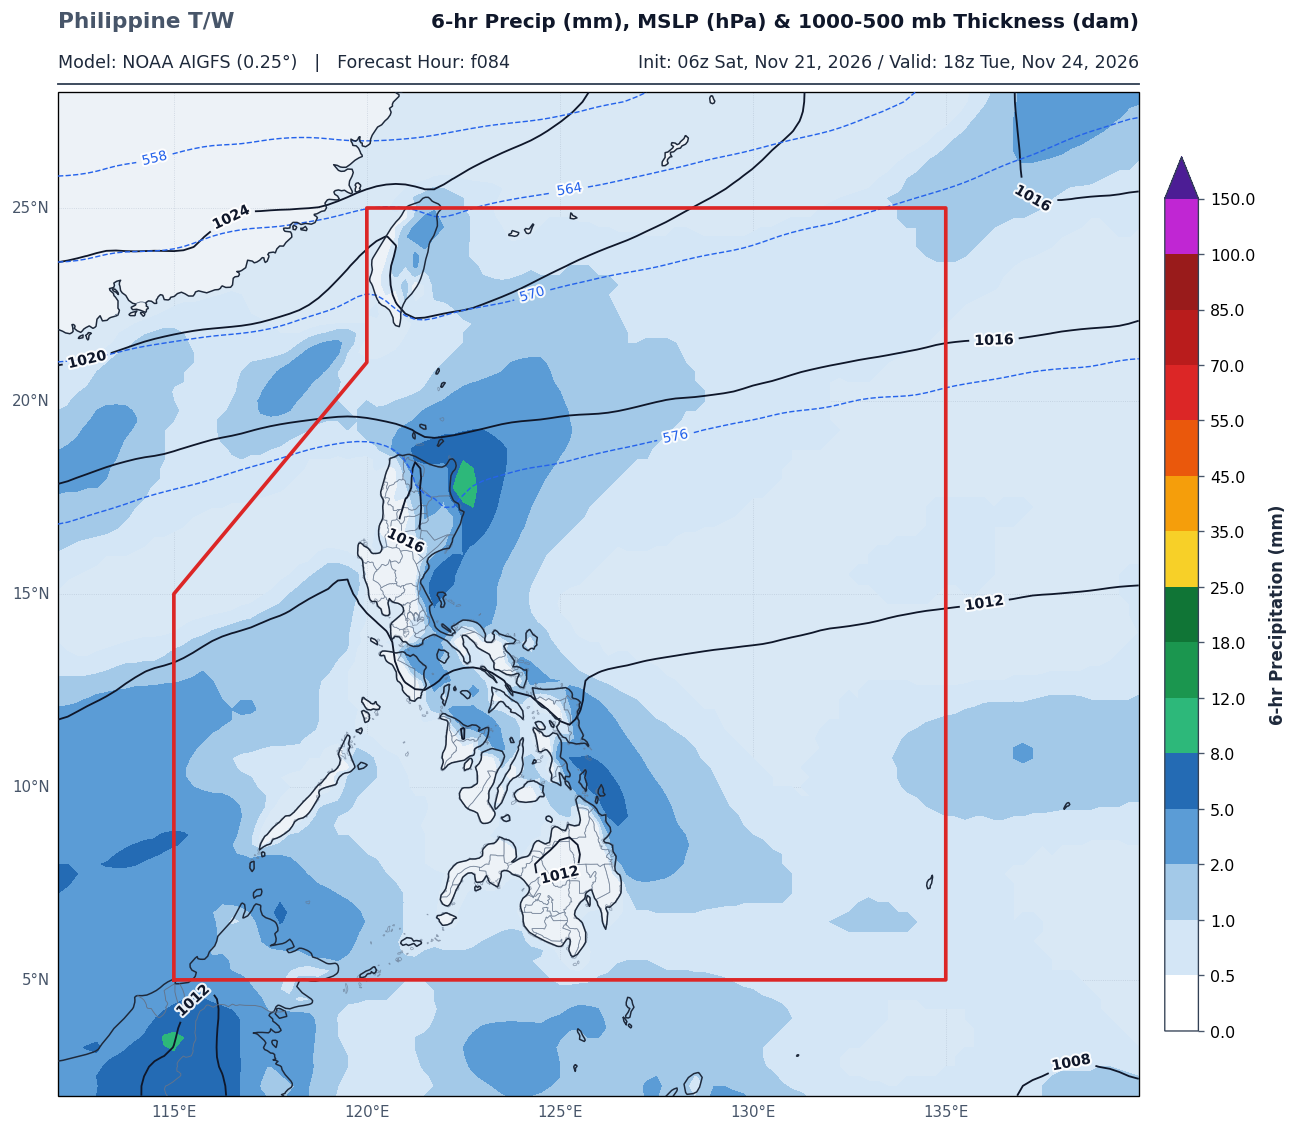 Philippine T/W
6-hr Precip (mm), MSLP (hPa) & 1000-500 mb Thickness (dam)
Model: NOAA AIGFS (0.25°) | Forecast Hour: f084
Init: 06z Sat, Nov 21, 2026 / Valid: 18z Tue, Nov 24, 2026
558
564
1024
1016
570
1020
1016
576
1016
1012
1012
1012
1008
25°N
20°N
15°N
10°N
5°N
115°E
120°E
125°E
130°E
135°E
150.0
100.0
85.0
70.0
55.0
45.0
35.0
25.0
18.0
12.0
8.0
5.0
2.0
1.0
0.5
0.0
6-hr Precipitation (mm)